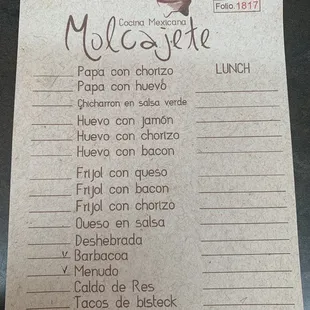 Folio. 1817
Cocina Mexicana
Molcajete
LUNCH
Papa con chorizo
Papa con huevo
Chicharron en salsa verde
Huevo con jamón
Huevo con chorizo
Huevo con bacon
Frijol con queso
Frijol con bacon
Frijol con chorizo
Queso en salsa
Deshebrada
v Barbacoa
v Menudo
Caldo de Res
Tacos de bisteck